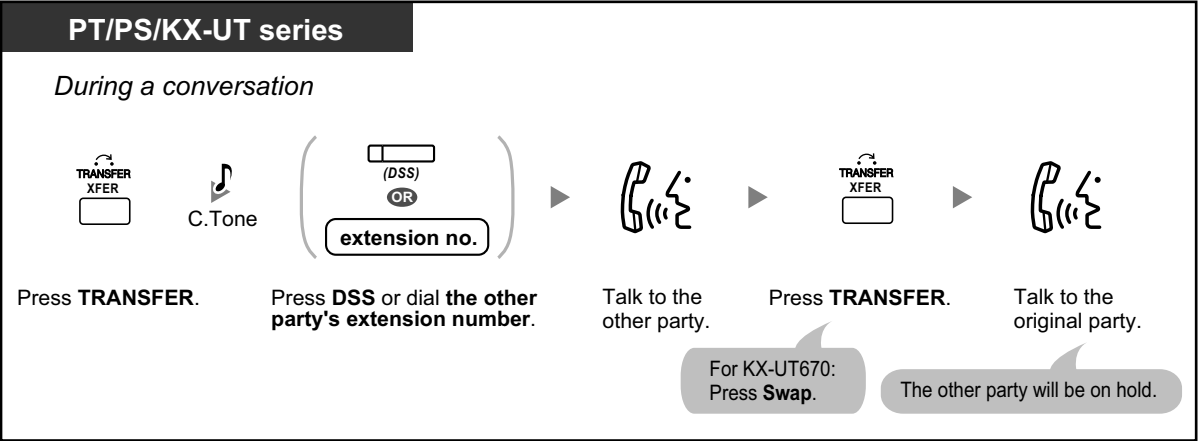 PT/PS/KX-UT series
During a conversation
TRANSFER
XFER
C.Tone
(DSS)
OR
extension no.
TRANSFER
XFER
Press TRANSFER.
Press DSS or dial the other
party's extension number.
Talk to the
other party.
Press TRANSFER.
Talk to the
original party.
For KX-UT670:
Press Swap.
The other party will be on hold.